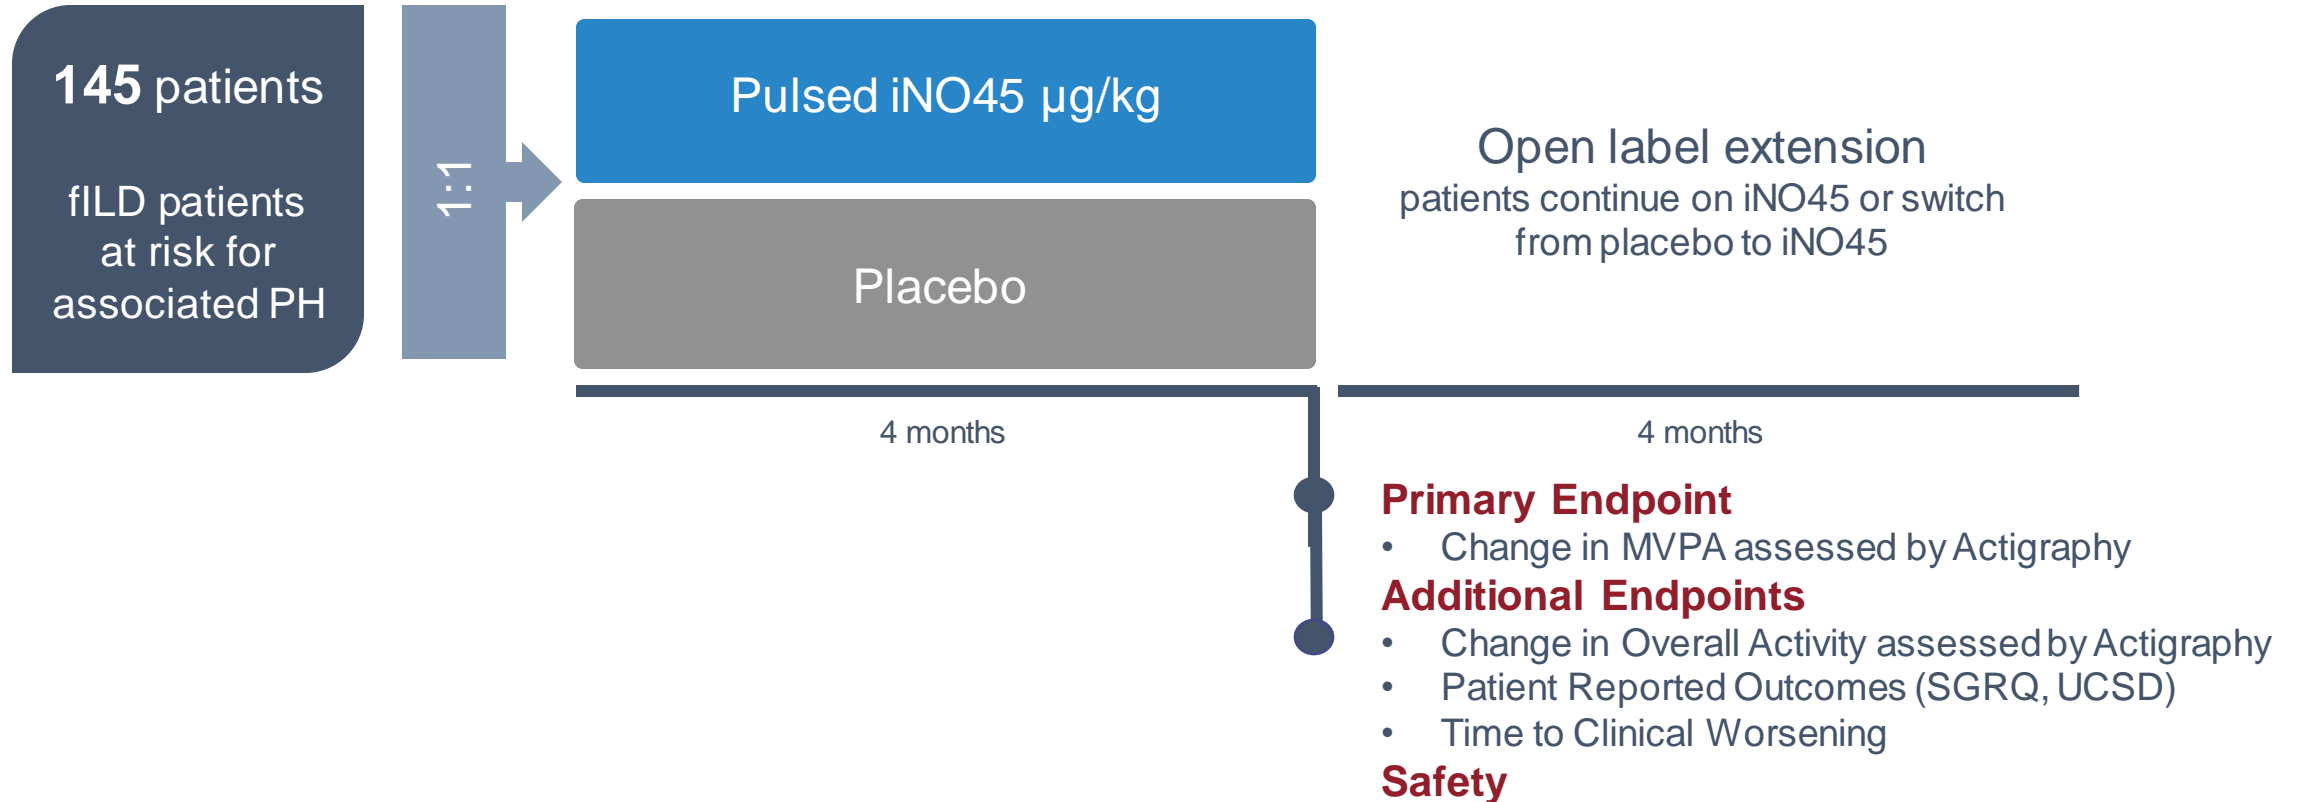 145 patients
fILD patients
at risk for
associated PH
1:1
Pulsed iNO45 µg/kg
Placebo
Open label extension
patients continue on iNO45 or switch
from placebo to iNO45
4 months
4 months
Primary Endpoint
• Change in MVPA assessed by Actigraphy
Additional Endpoints
• Change in Overall Activity assessed by Actigraphy
• Patient Reported Outcomes (SGRQ, UCSD)
• Time to Clinical Worsening
Safety